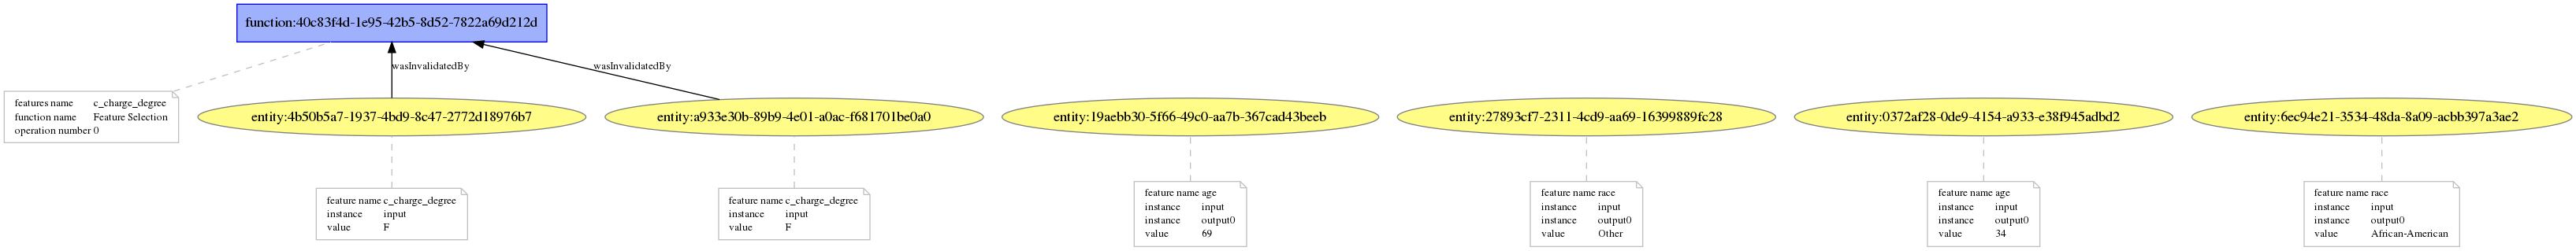 function:40c83f4d-1e95-42b5-8d52-7822a69d212d
wasInvalidatedBy
wasInvalidatedBy
features name c_charge_degree
function name Feature Selection
operation number 0
entity:4b50b5a7-1937-4bd9-8c47-2772d18976b7
entity:a933e30b-89b9-4e01-a0ac-f681701be0a0
entity:19aebb30-5f66-49c0-aa7b-367cad43beeb
entity:27893cf7-2311-4cd9-aa69-16399889fc28
entity:0372af28-0de9-4154-a933-e38f945adbd2
entity:6ec94e21-3534-48da-8a09-acbb397a3ae2
feature name c_charge_degree
instance input
value F
feature name c_charge_degree
instance input
value F
feature name age
instance input
instance output0
value 69
feature name race
instance input
instance output0
value Other
feature name age
instance input
instance output0
value 34
feature name race
instance input
instance output0
value African-American